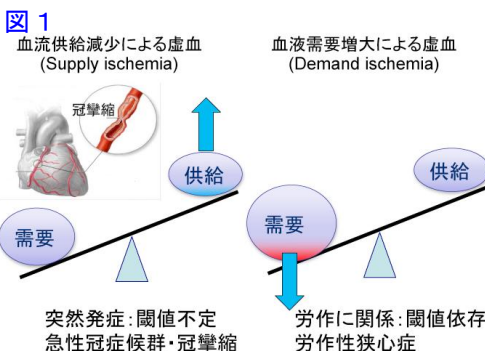 図1
血流供給減少による虚血
(Supply ischemia)
冠攣縮
供給
需要
突然発症:閾値不定
急性冠症候群・冠攣縮
血液需要増大による虚血
(Demand ischemia)
供給
需要
労作に関係:閾値依存
労作性狭心症